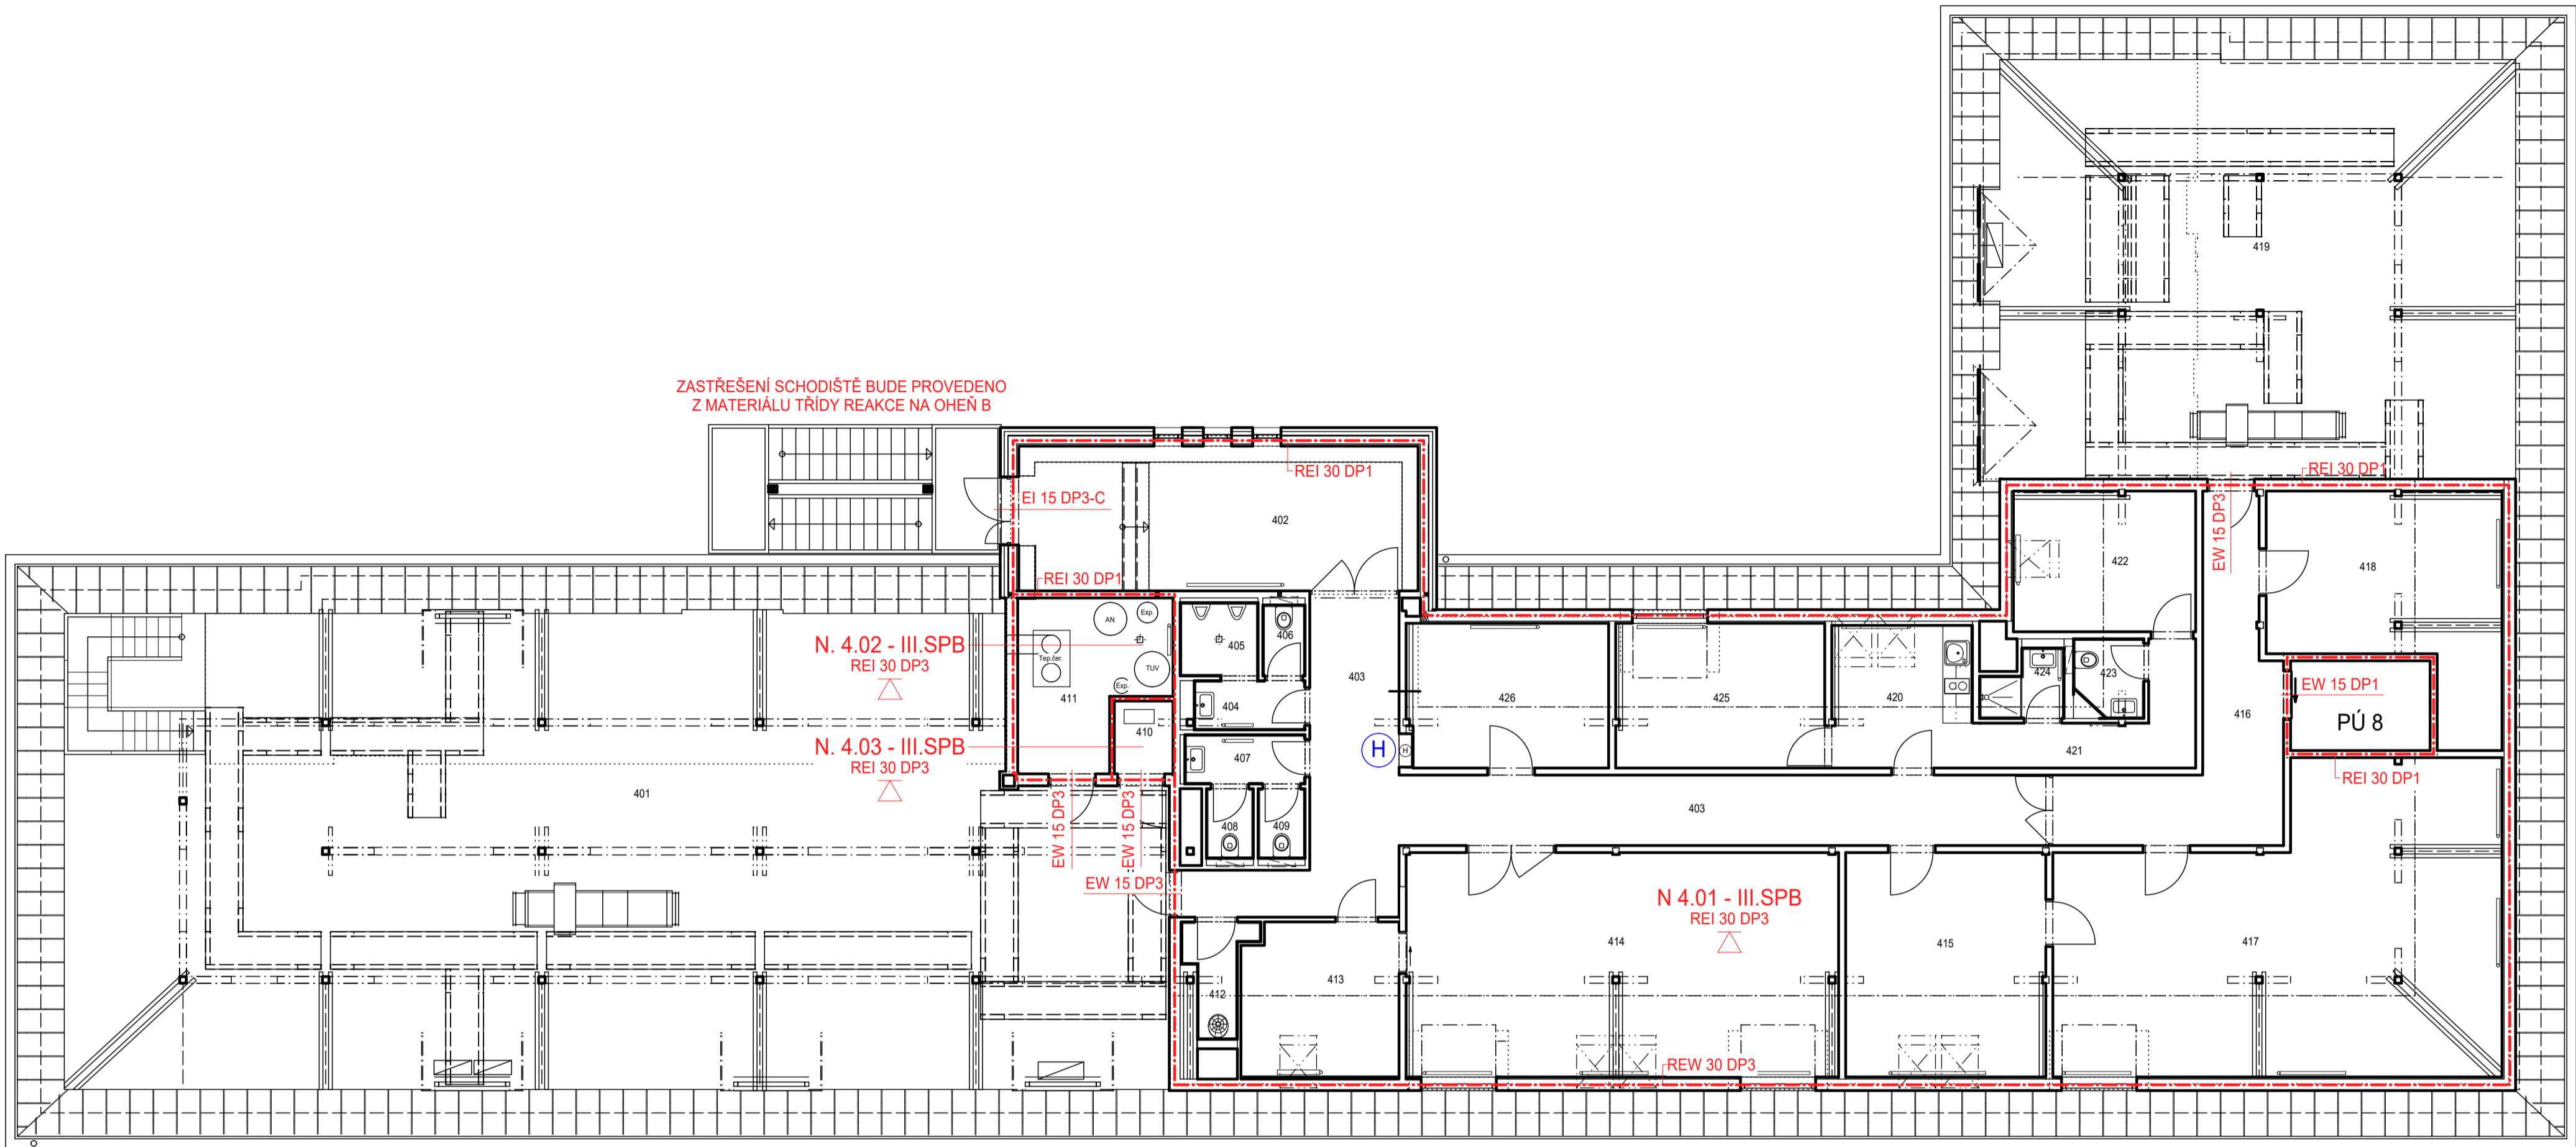 419
ZASTŘEŠENÍ SCHODIŠTĚ BUDE PROVEDENO
Z MATERIÁLU TŘÍDY REAKCE NA OHEŇ B
REI 30 DP1
REI 30 DP1
EI 15 DP3-C
402
EW 15 DP3
422
418
REI 30 DP1
AN
Exp.
406
405
N. 4.02 - III.SPB
REI 30 DP3
Tep.čer.
TUV
Exp.
411
403
426
425
420
424
423
404
416
EW 15 DP1
PÚ 8
410
N. 4.03 - III.SPB
REI 30 DP3
H
H
407
421
REI 30 DP1
401
403
EW 15 DP3
EW 15 DP3
408
409
EW 15 DP3
N 4.01 - III.SPB
REI 30 DP3
414
415
417
413
412
REW 30 DP3